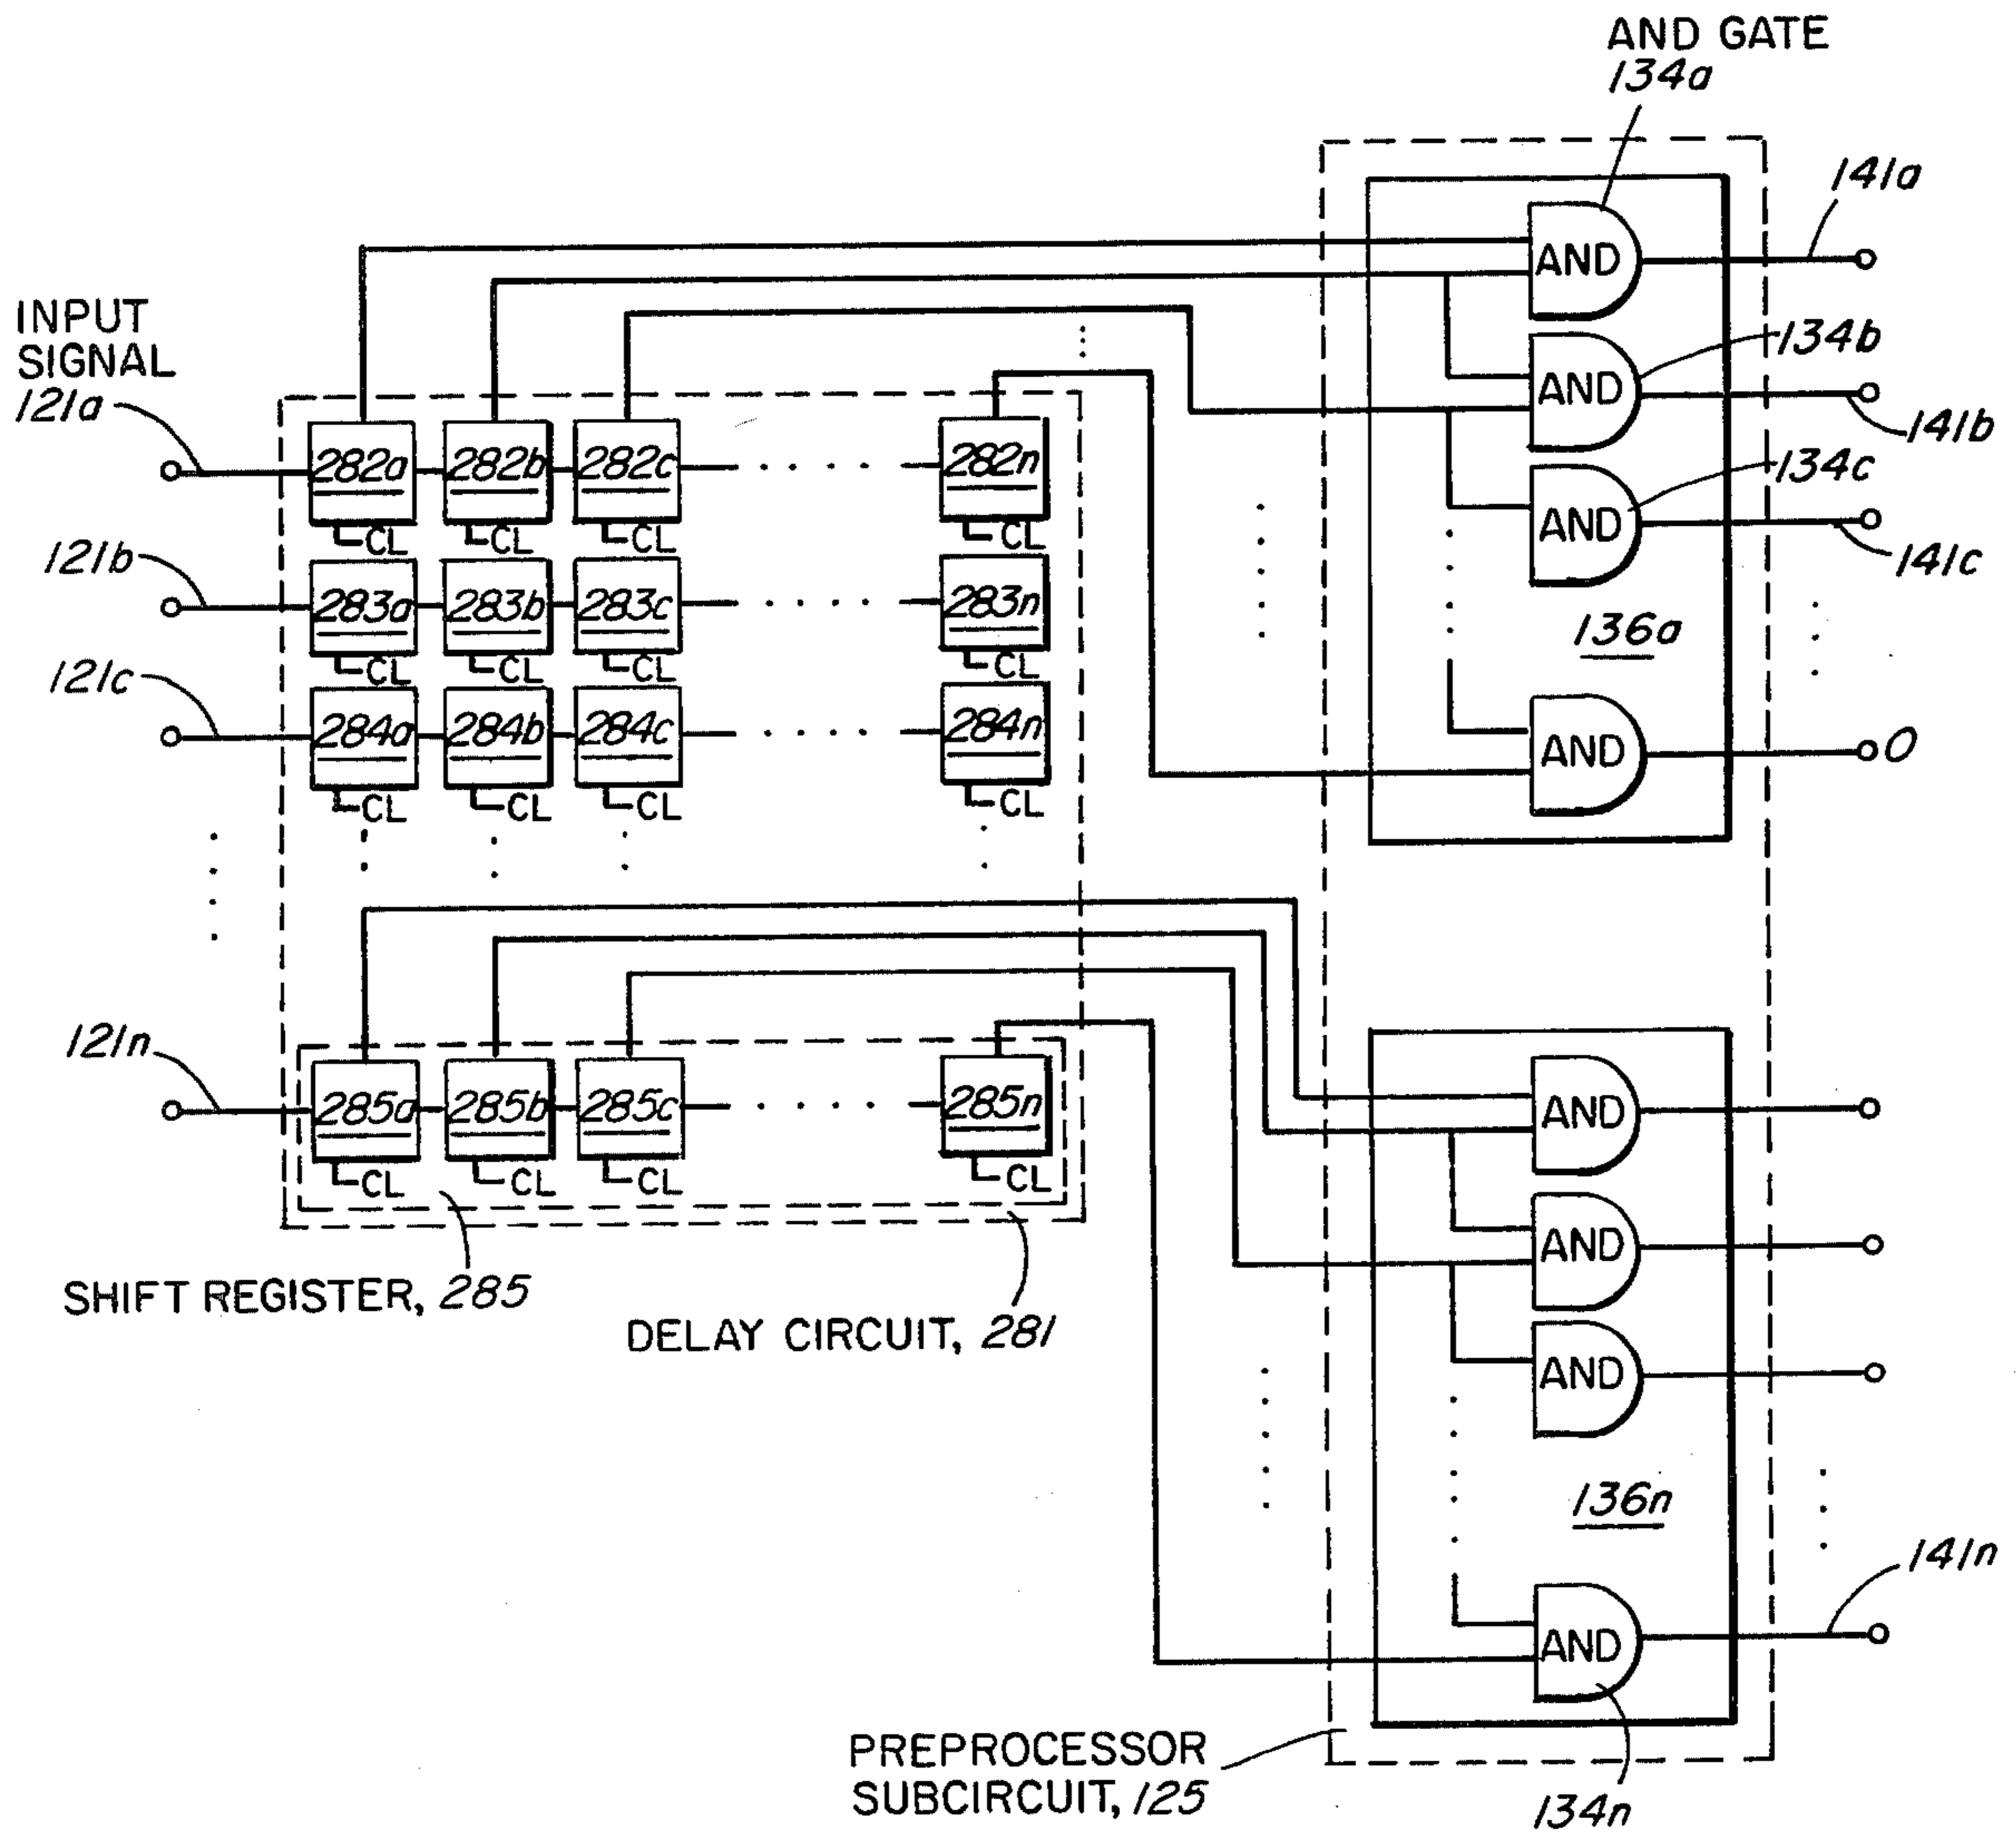 AND GATE
134a
141a
AND
INPUT
SIGNAL
121a
134b
AND
141b
282a 282b 282c 282n
134c
AND
CL CL CL CL
141c
121b
283a 283b 283c 283n
136a
CL CL CL CL
121c
284a 284b 284c 284n
AND
O
CL CL CL CL
121n
285a 285b 285c 285n
AND
CL CL CL CL
AND
SHIFT REGISTER, 285
DELAY CIRCUIT, 281
AND
136n
141n
AND
PREPROCESSOR
SUBCIRCUIT, 125
134n